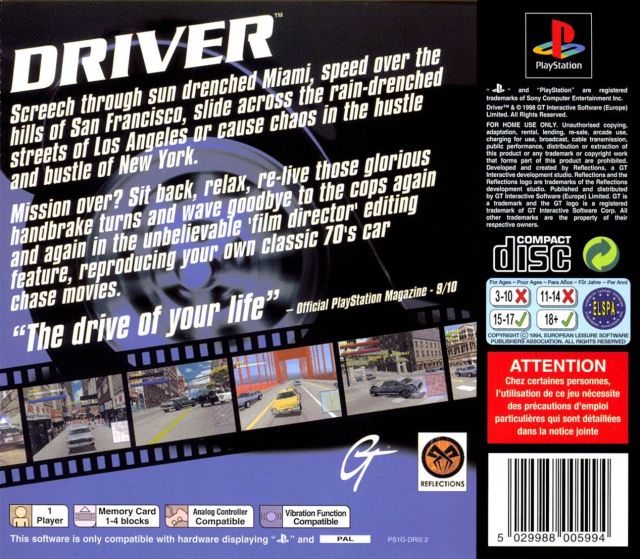 DRIVER™
Screech through sun drenched Miami, speed over the
hills of San Francisco, slide across the rain-drenched
streets of Los Angeles or cause chaos in the hustle
and bustle of New York.
Mission over? Sit back, relax, re-live those glorious
handbrake turns and wave goodbye to the cops again
and again in the unbelievable 'film director' editing
feature, reproducing your own classic 70's car
chase movies.
"The drive of your life" – Official PlayStation Magazine - 9/10
GT
REFLECTIONS
1
Player
Memory Card
1-4 blocks
Analog Controller
Compatible
Vibration Function
Compatible
This software is only compatible with hardware displaying " " and PAL
PS1G-DRI2.2
PlayStation
" " and "PlayStation" are registered
trademarks of Sony Computer Entertainment Inc.
Driver™ & © 1998 GT Interactive Software (Europe)
Limited. All Rights Reserved.
FOR HOME USE ONLY. Unauthorised copying,
adaptation, rental, lending, re-sale, arcade use,
charging for use, broadcast, cable transmission,
public performance, distribution or extraction of
this product or any trademark or copyright work
that forms part of this product are prohibited.
Developed and created by Reflections, a GT
Interactive development studio. Reflections and the
Reflections logo are trademarks of the Reflections
development studio. Published and distributed
by GT Interactive Software (Europe) Limited. GT is
a trademark and the GT logo is a registered
trademark of GT Interactive Software Corp. All
other trademarks are the property of their
respective owners.
COMPACT
disc
For Ages – Pour Ages – Para Años – Für Jahre – Per Anni
3-10
11-14
15-17
18+
ELSPA
COPYRIGHT © 1994, EUROPEAN LEISURE SOFTWARE
PUBLISHERS ASSOCIATION. ALL RIGHTS RESERVED.
ATTENTION
Chez certaines personnes,
l'utilisation de ce jeu nécessite
des précautions d'emploi
particulières qui sont détaillées
dans la notice jointe
5 029988 005994